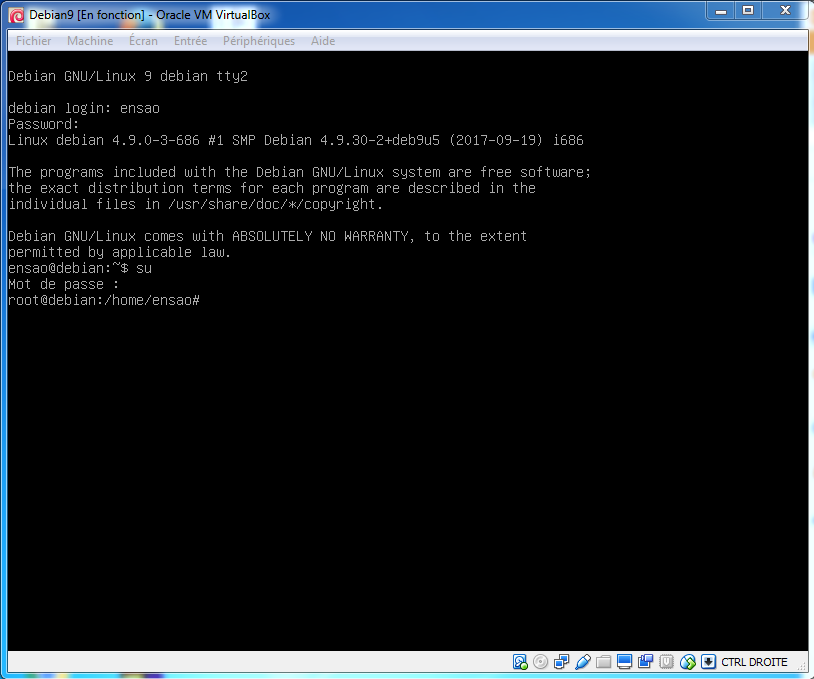 Debian9 [En fonction] - Oracle VM VirtualBox
Fichier Machine Écran Entrée Périphériques Aide
Debian GNU/Linux 9 debian tty2
debian login: ensao
Password:
Linux debian 4.9.0-3-686 #1 SMP Debian 4.9.30-2+deb9u5 (2017-09-19) i686
The programs included with the Debian GNU/Linux system are free software;
the exact distribution terms for each program are described in the
individual files in /usr/share/doc/*/copyright.
Debian GNU/Linux comes with ABSOLUTELY NO WARRANTY, to the extent
permitted by applicable law.
ensao@debian:~$ su
Mot de passe :
root@debian:/home/ensao#
CTRL DROITE